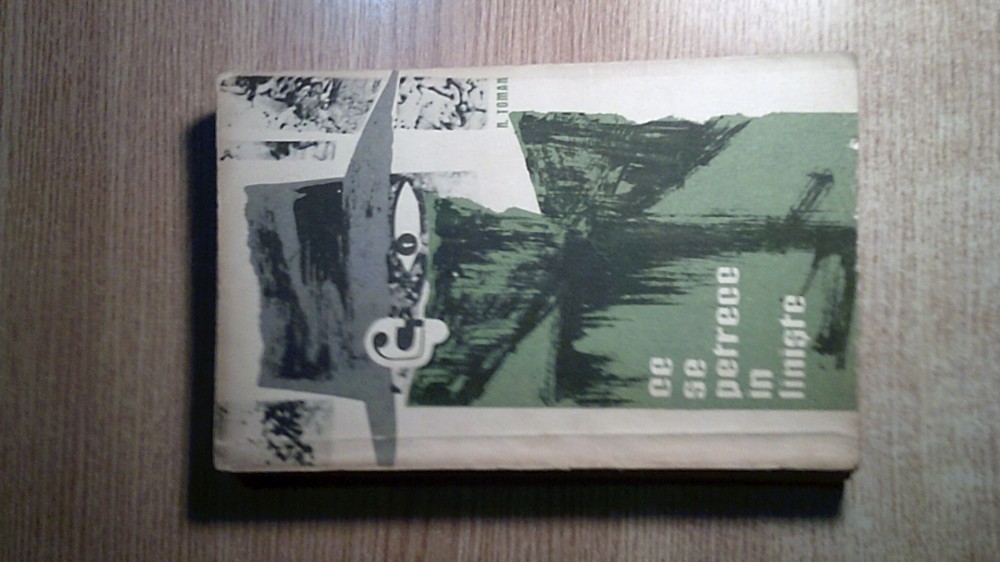 n. toman
ce
se
petrece
in
liniște